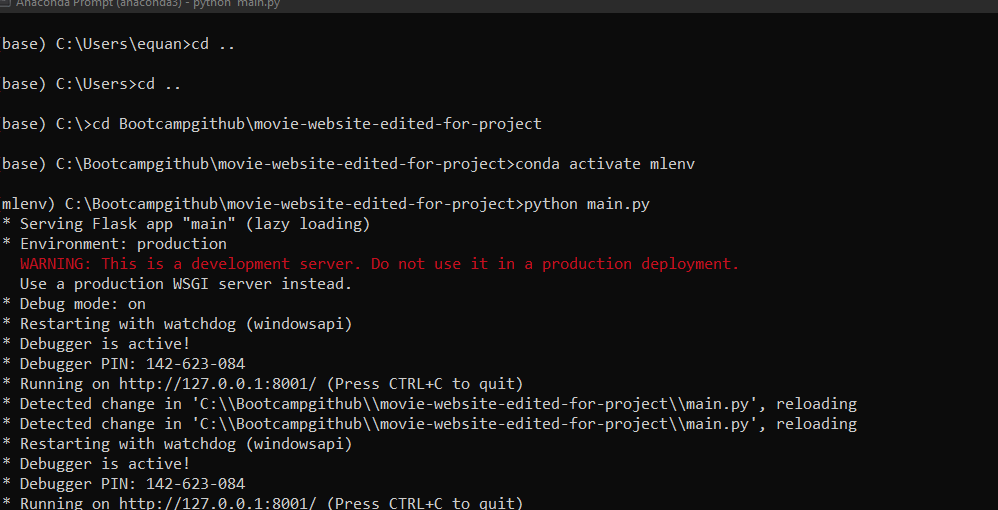 Anaconda Prompt (anaconda3) - python main.py
base) C:\Users\equan>cd ..
base) C:\Users>cd ..
base) C:\>cd Bootcampgithub\movie-website-edited-for-project
base) C:\Bootcampgithub\movie-website-edited-for-project>conda activate mlenv
mlenv) C:\Bootcampgithub\movie-website-edited-for-project>python main.py
* Serving Flask app "main" (lazy loading)
* Environment: production
WARNING: This is a development server. Do not use it in a production deployment.
Use a production WSGI server instead.
* Debug mode: on
* Restarting with watchdog (windowsapi)
* Debugger is active!
* Debugger PIN: 142-623-084
* Running on http://127.0.0.1:8001/ (Press CTRL+C to quit)
* Detected change in 'C:\\Bootcampgithub\\movie-website-edited-for-project\\main.py', reloading
* Detected change in 'C:\\Bootcampgithub\\movie-website-edited-for-project\\main.py', reloading
* Restarting with watchdog (windowsapi)
* Debugger is active!
* Debugger PIN: 142-623-084
* Running on http://127.0.0.1:8001/ (Press CTRL+C to quit)